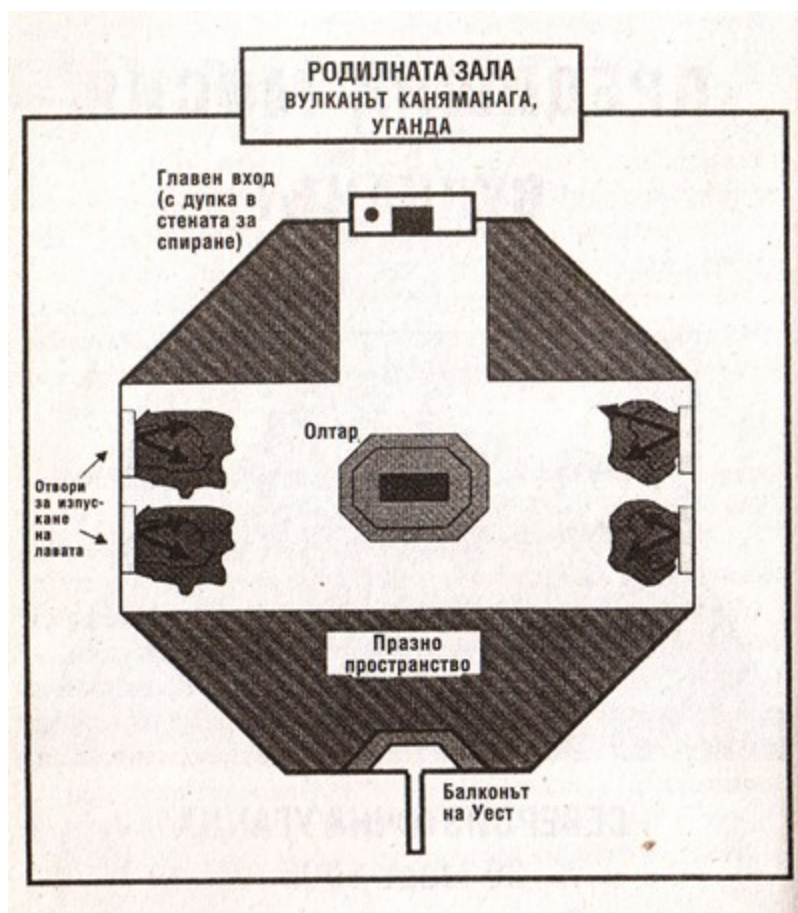 РОДИЛНАТА ЗАЛА
ВУЛКАНЪТ КАНЯМАНАГА,
УГАНДА
Главен вход
(с дупка в
стената за
спиране)
Олтар
Отвори
за изпус-
кане
на
лавата
Празно
пространство
Балконът
на Уест